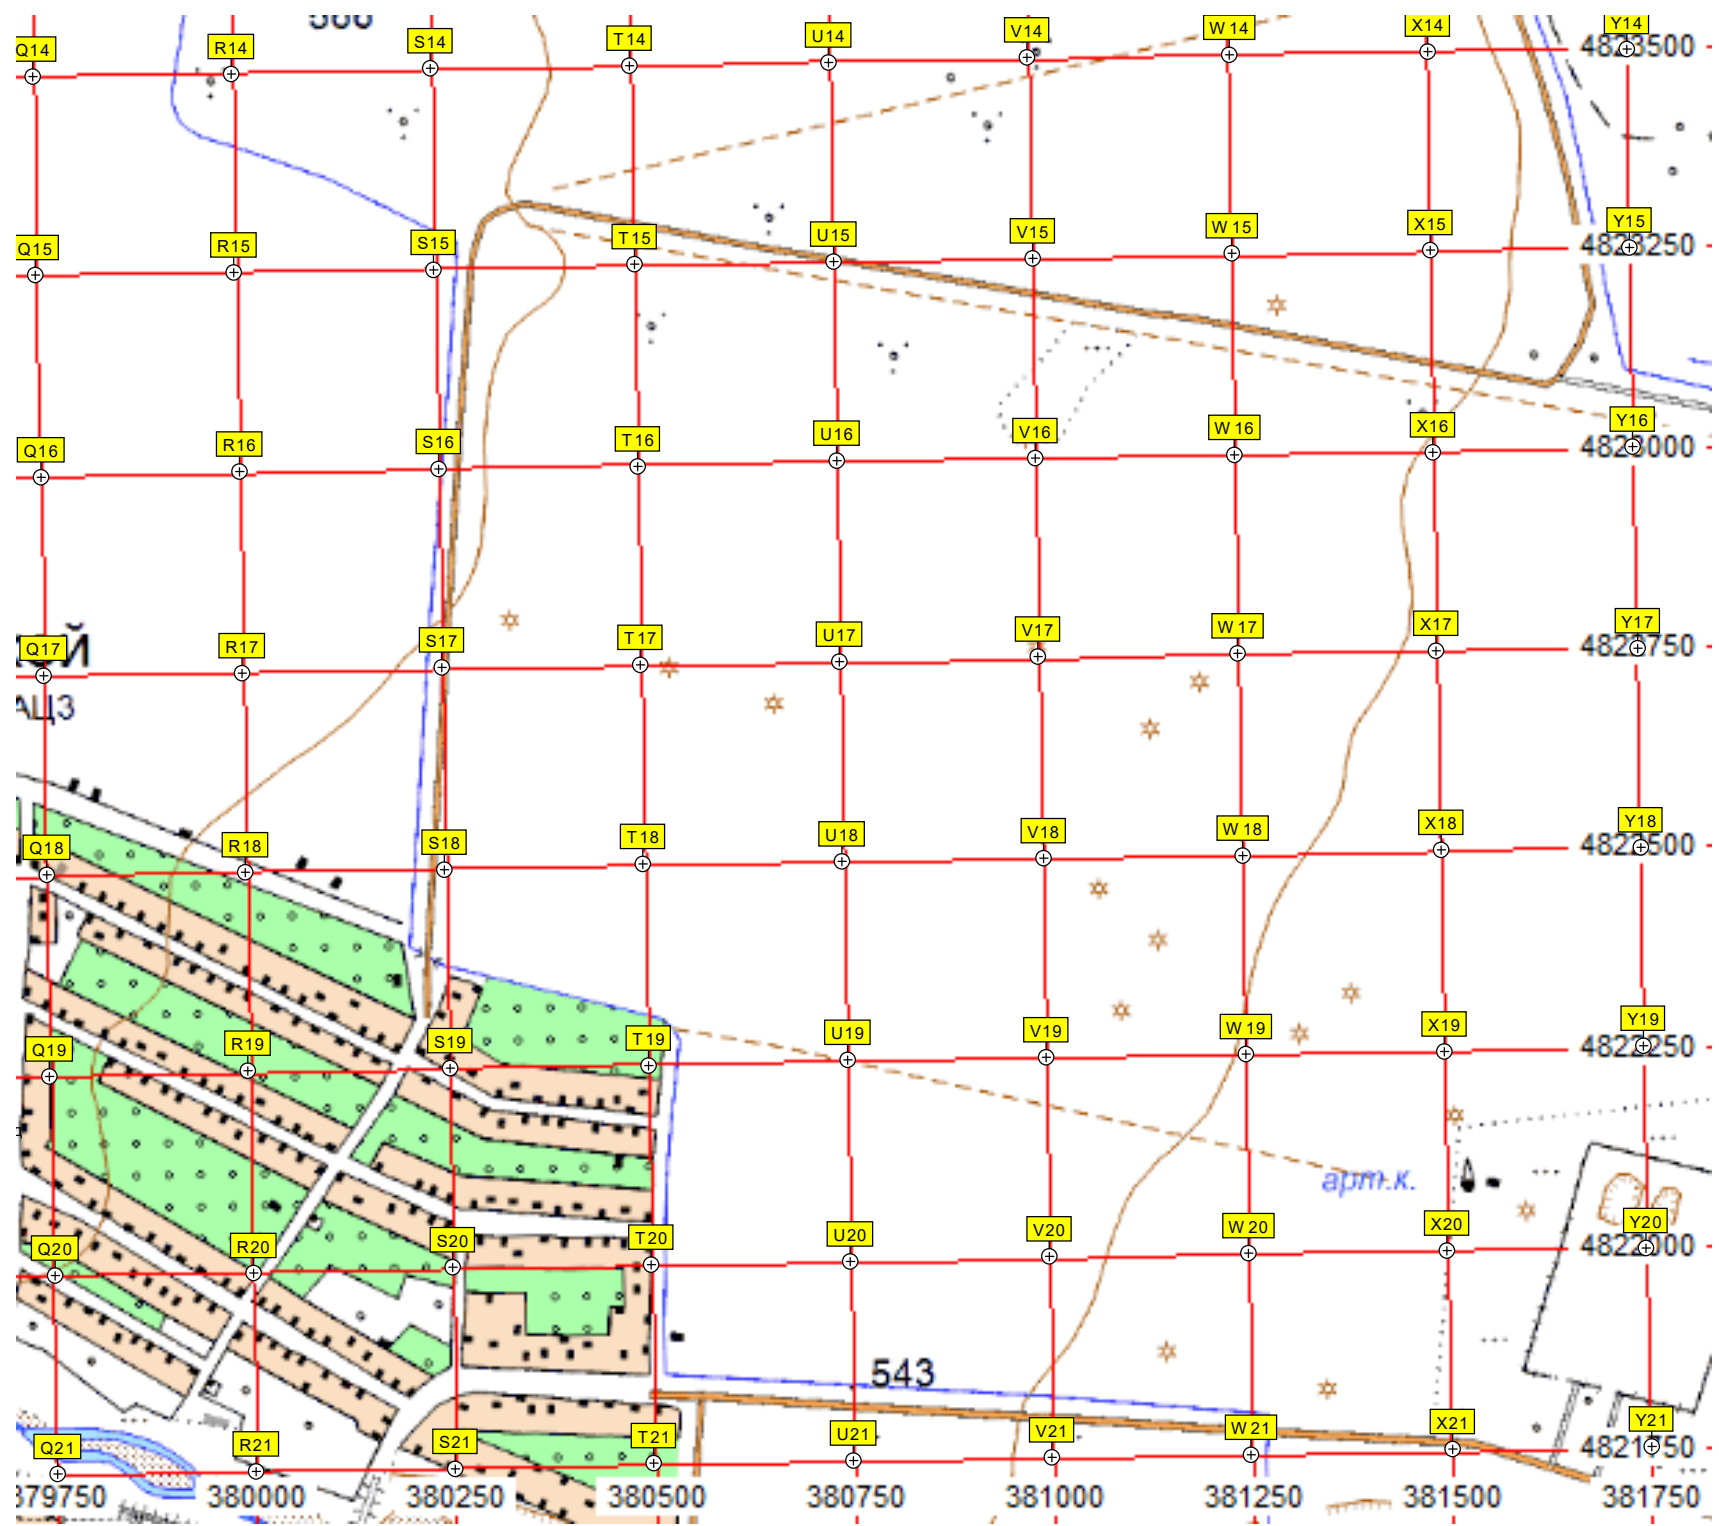 Q14 R14 S14 T14 U14 V14 W14 X14 Y14
4823500
Q15 R15 S15 T15 U15 V15 W15 X15 Y15
4823250
Q16 R16 S16 T16 U16 V16 W16 X16 Y16
4823000
Q17 R17 S17 T17 U17 V17 W17 X17 Y17
4822750
АЦЗ
Q18 R18 S18 T18 U18 V18 W18 X18 Y18
4822500
Q19 R19 S19 T19 U19 V19 W19 X19 Y19
4822250
арт.к.
Q20 R20 S20 T20 U20 V20 W20 X20 Y20
4822000
543
Q21 R21 S21 T21 U21 V21 W21 X21 Y21
4821750
379750 380000 380250 380500 380750 381000 381250 381500 381750